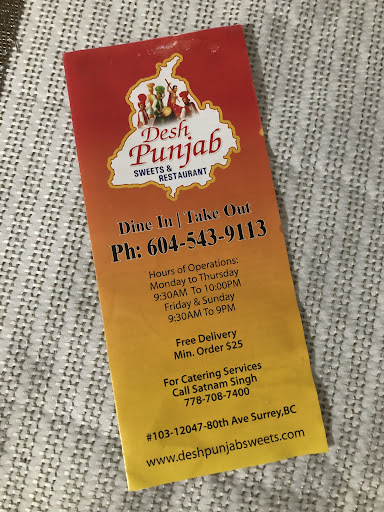 Desh
Punjab
SWEETS &
RESTAURANT
Dine In | Take Out
Ph: 604-543-9113
Hours of Operations:
Monday to Thursday
9:30AM To 10:00PM
Friday & Sunday
9:30AM To 9PM
Free Delivery
Min. Order $25
For Catering Services
Call Satnam Singh
778-708-7400
#103-12047-80th Ave Surrey,BC
www.deshpunjabsweets.com